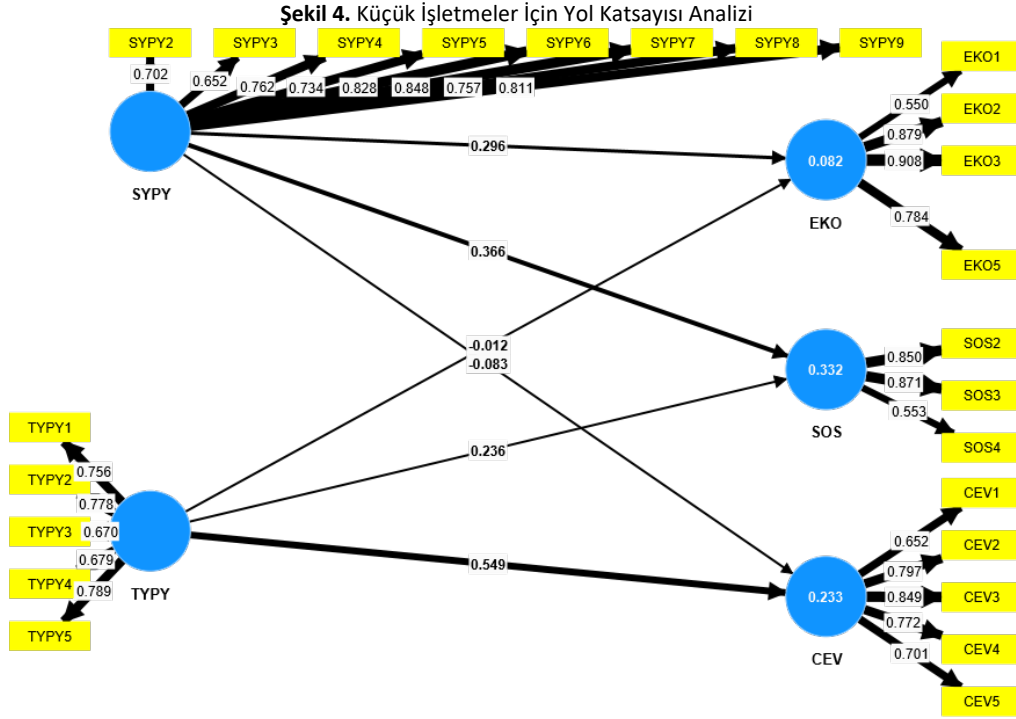 Şekil 4. Küçük İşletmeler İçin Yol Katsayısı Analizi
SYPY2 SYPY3 SYPY4 SYPY5 SYPY6 SYPY7 SYPY8 SYPY9
0.702 0.652 0.762 0.734 0.828 0.848 0.757 0.811
SYPY
EKO1
EKO2
EKO3
EKO5
0.550
0.879
0.908
0.784
0.296
0.082
EKO
0.366
-0.012
-0.083
SOS2
SOS3
SOS4
0.850
0.871
0.553
0.332
SOS
0.236
TYPY1
TYPY2
TYPY3
TYPY4
TYPY5
0.756
0.778
0.670
0.679
0.789
TYPY
0.549
CEV1
CEV2
CEV3
CEV4
CEV5
0.652
0.797
0.849
0.772
0.701
0.233
CEV